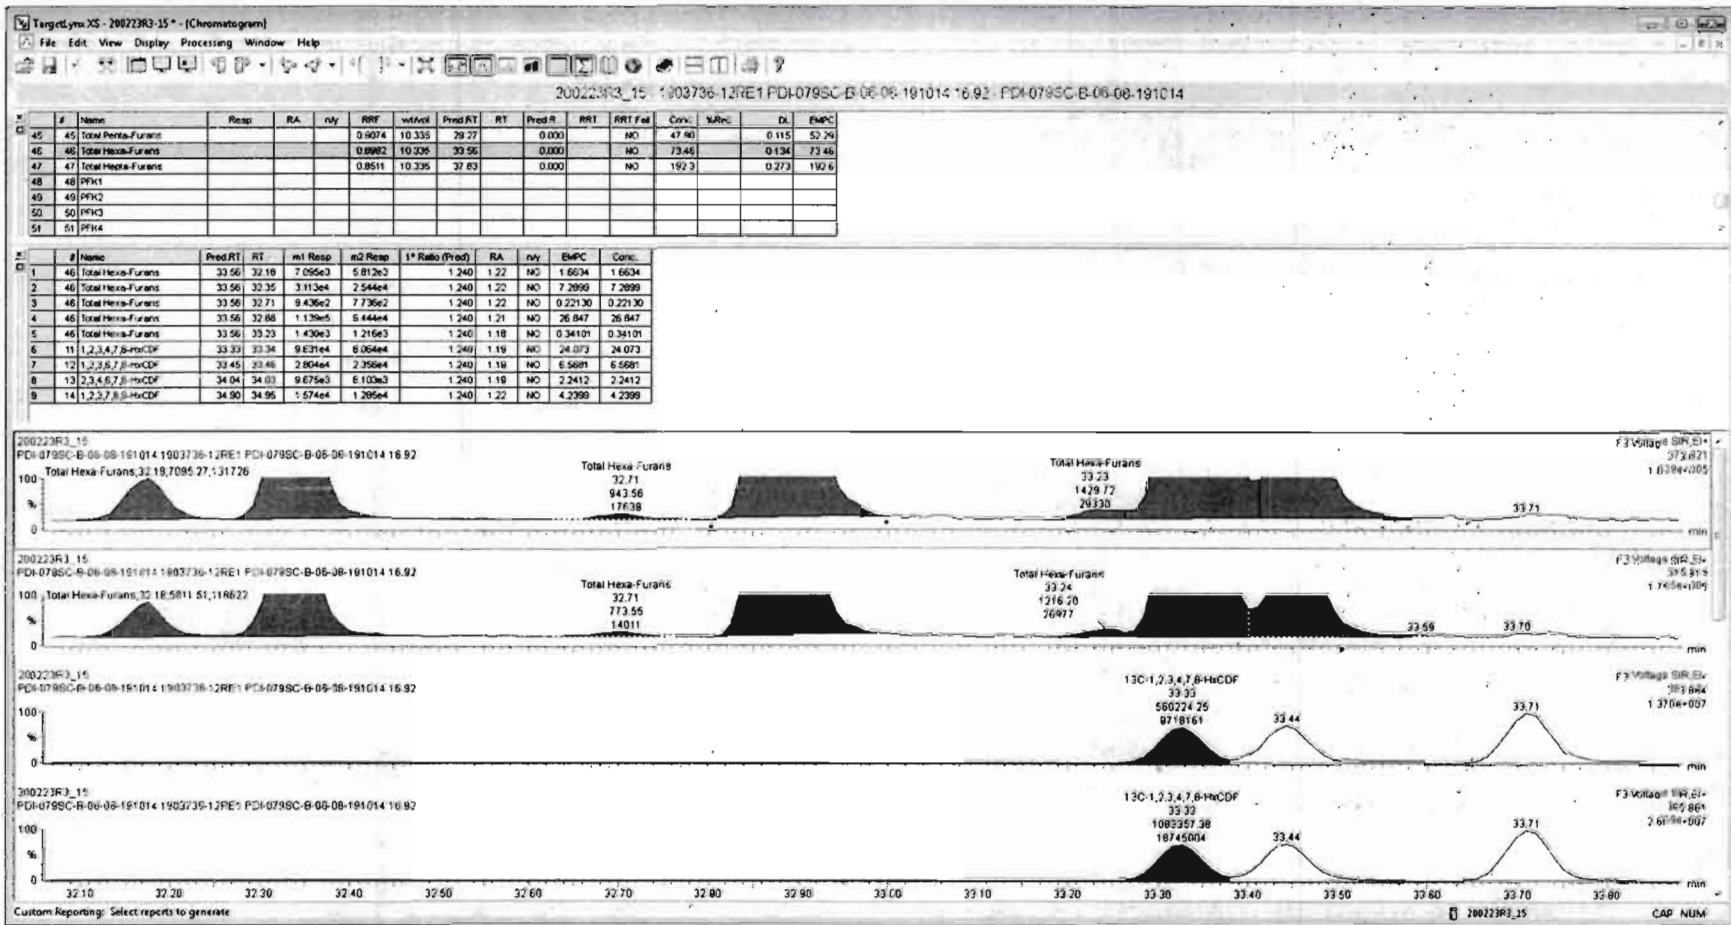 TargetLynx XS - 200223R3-15 * - [Chromatogram]
File Edit View Display Processing Window Help
200223R3_15 - 1903736-12RE1 PDI-079SC-B-06-08-191014 16.92 - PDI-079SC-B-06-08-191014
# Name Resp RA n/y RRF wt/vol Pred.RT RT Pred.R RRT RRT Fail Conc. %Rec DL EMPC
45 45 Total Penta-Furans 0.9074 10.335 29.27 0.000 NO 47.90 0.115 52.29
46 46 Total Hexa-Furans 0.8982 10.335 33.56 0.000 NO 73.46 0.134 73.46
47 47 Total Hepta-Furans 0.8511 10.335 37.83 0.000 NO 192.3 0.273 192.6
48 48 PFK1
49 49 PFK2
50 50 PFK3
51 51 PFK4
# Name Pred.RT RT m1 Resp m2 Resp 1° Ratio (Pred) RA n/y EMPC Conc.
1 46 Total Hexa-Furans 33.56 32.18 7.095e3 5.812e3 1.240 1.22 NO 1.6634 1.6634
2 46 Total Hexa-Furans 33.56 32.35 3.113e4 2.544e4 1.240 1.22 NO 7.2699 7.2699
3 46 Total Hexa-Furans 33.56 32.71 9.436e2 7.736e2 1.240 1.22 NO 0.22130 0.22130
4 46 Total Hexa-Furans 33.56 32.88 1.139e5 9.444e4 1.240 1.21 NO 26.847 26.847
5 46 Total Hexa-Furans 33.56 33.23 1.430e3 1.216e3 1.240 1.18 NO 0.34101 0.34101
6 11 1,2,3,4,7,8-HxCDF 33.33 33.34 9.631e4 8.064e4 1.240 1.19 NO 24.073 24.073
7 12 1,2,3,6,7,8-HxCDF 33.45 33.46 2.804e4 2.356e4 1.240 1.19 NO 6.5681 6.5681
8 13 2,3,4,6,7,8-HxCDF 34.04 34.03 1.240 1.19 NO 2.2412 2.2412
9 14 1,2,3,7,8,9-HxCDF 34.90 34.95 1.574e4 1.285e4 1.240 1.22 NO 4.2399 4.2399
200223R3_15
PDI-079SC-B-06-08-191014 1903736-12RE1 PDI-079SC-B-06-08-191014 16.92
F3:Voltage SIR,EI+
373.821
Total Hexa-Furans;32.18;7095.27;131726
Total Hexa-Furans
32.71
943.56
17639
Total Hexa-Furans
33.23
1429.72
29330
33.71
100
%
0
min
200223R3_15
PDI-079SC-B-06-08-191014 1903736-12RE1 PDI-079SC-B-06-08-191014 16.92
F3:Voltage SIR,EI+
Total Hexa-Furans;32.18;5811.51;118622
Total Hexa-Furans
32.71
773.55
14011
Total Hexa-Furans
33.24
1216.20
26977
33.59 33.70
100
%
0
min
200223R3_15
PDI-079SC-B-06-08-191014 1903736-12RE1 PDI-079SC-B-06-08-191014 16.92
F3:Voltage SIR,EI+
1.370e+007
13C-1,2,3,4,7,8-HxCDF
33.33
560224.25
9718161
33.44
33.71
100
%
0
min
200223R3_15
PDI-079SC-B-06-08-191014 1903736-12RE1 PDI-079SC-B-06-08-191014 16.92
F3:Voltage SIR,EI+
13C-1,2,3,4,7,8-HxCDF
33.33
1083357.38
18745004
33.44
33.71
100
%
0
min
32.10 32.20 32.30 32.40 32.50 32.60 32.70 32.80 32.90 33.00 33.10 33.20 33.30 33.40 33.50 33.60 33.70 33.80
Custom Reporting: Select reports to generate
200223R3_15
CAP NUM